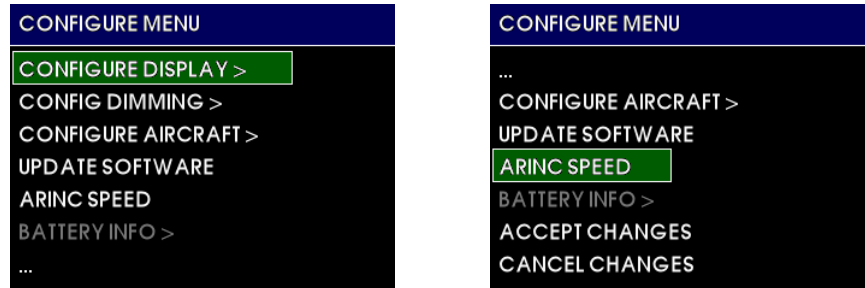 CONFIGURE MENU
CONFIGURE DISPLAY >
CONFIG DIMMING >
CONFIGURE AIRCRAFT >
UPDATE SOFTWARE
ARINC SPEED
BATTERY INFO >
...
CONFIGURE MENU
...
CONFIGURE AIRCRAFT >
UPDATE SOFTWARE
ARINC SPEED
BATTERY INFO >
ACCEPT CHANGES
CANCEL CHANGES